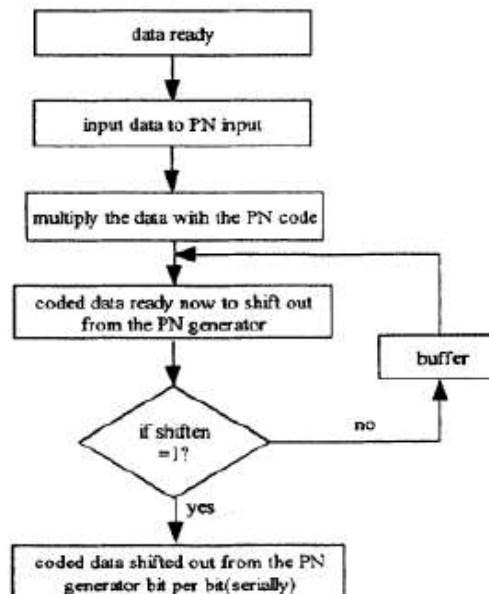 data ready
input data to PN input
multiply the data with the PN code
coded data ready now to shift out
from the PN generator
buffer
if shiften
=1?
no
yes
coded data shifted out from the PN
generator bit per bit(serially)